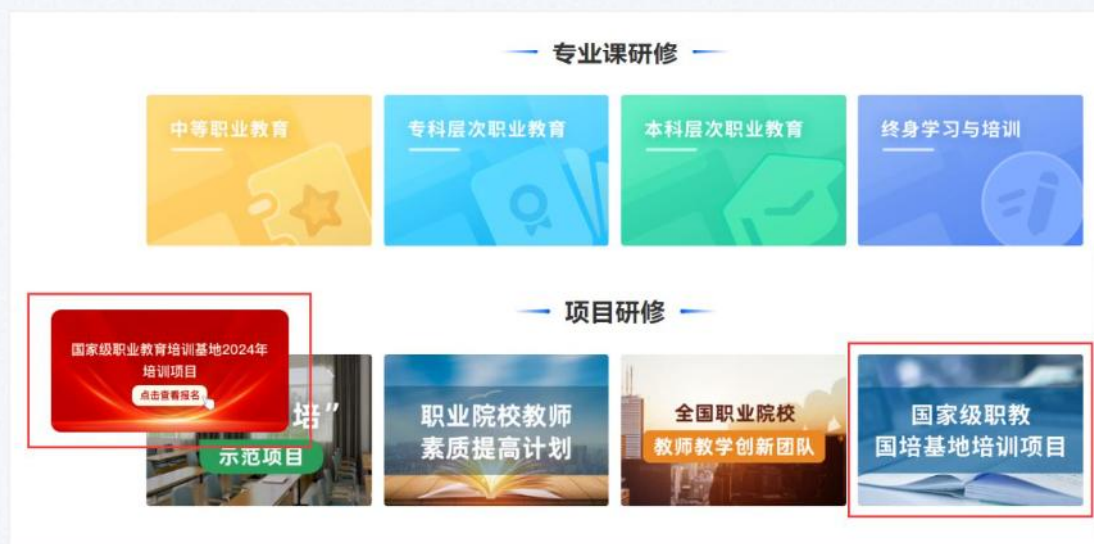 专业课研修
中等职业教育
专科层次职业教育
本科层次职业教育
终身学习与培训
项目研修
国家级职业教育培训基地2024年
培训项目
点击查看报名
培”
示范项目
职业院校教师
素质提高计划
全国职业院校
教师教学创新团队
国家级职教
国培基地培训项目